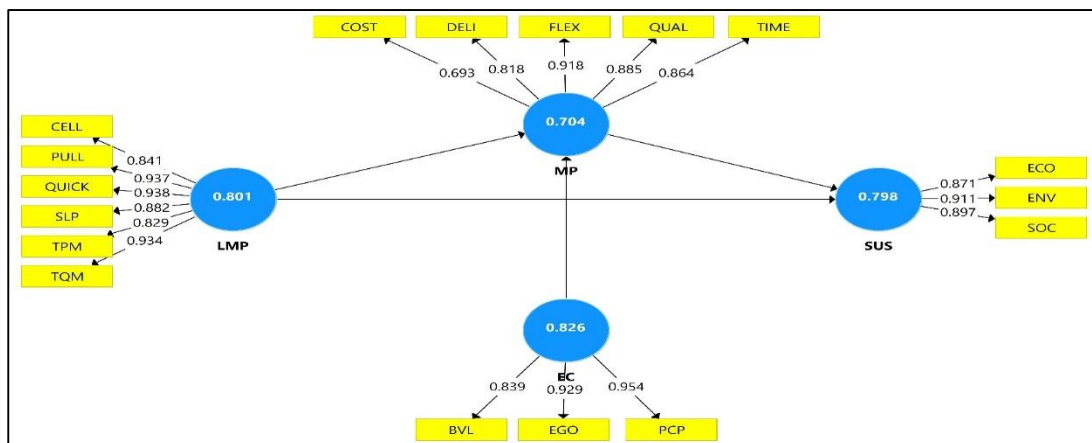 COST DELI FLEX QUAL TIME
0.693 0.818 0.918 0.885 0.864
0.704
MP
CELL
PULL
QUICK
SLP
TPM
TQM
0.841
0.937
0.938
0.882
0.829
0.934
0.801
LMP
0.798
SUS
0.871
0.911
0.897
ECO
ENV
SOC
0.826
EC
0.839 0.929 0.954
BVL EGO PCP